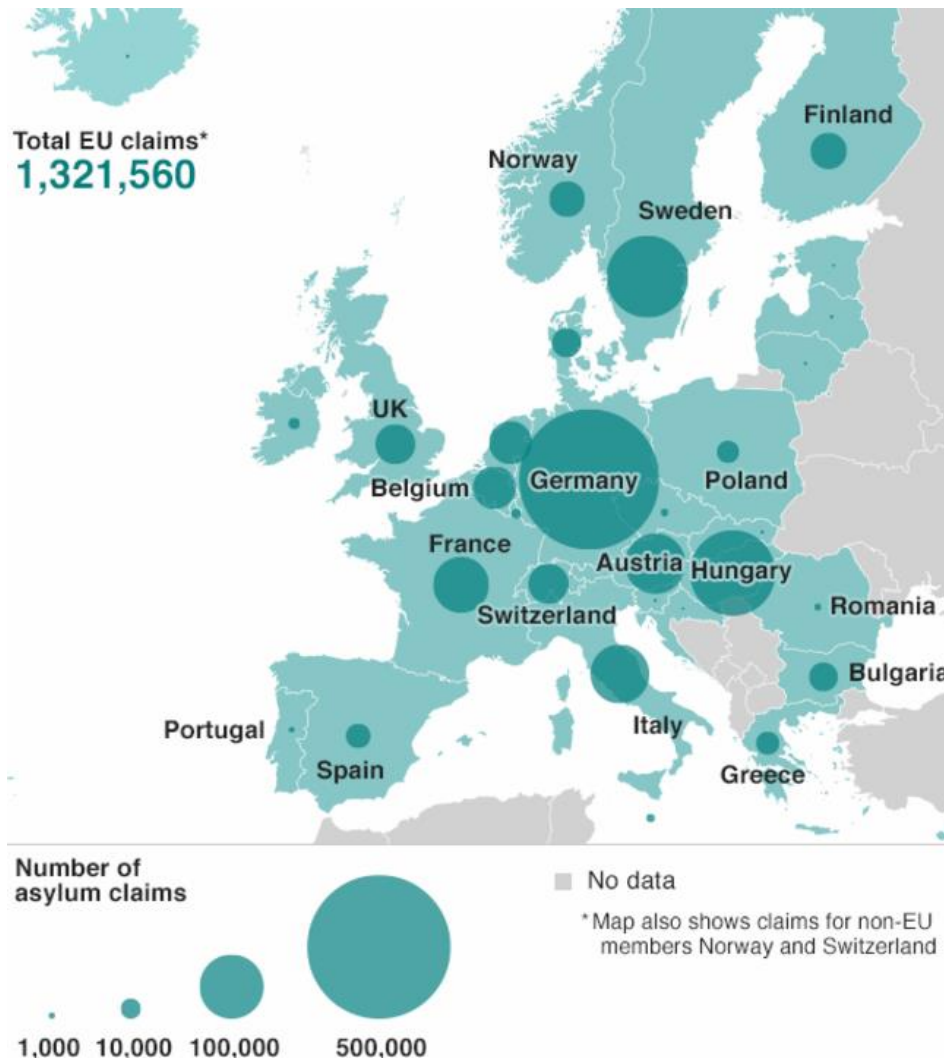 Total EU claims*
1,321,560
Finland
Norway
Sweden
UK
Belgium
Germany
Poland
France
Austria
Hungary
Switzerland
Romania
Bulgaria
Portugal
Italy
Spain
Greece
Number of
asylum claims
No data
* Map also shows claims for non-EU
members Norway and Switzerland
1,000 10,000 100,000 500,000